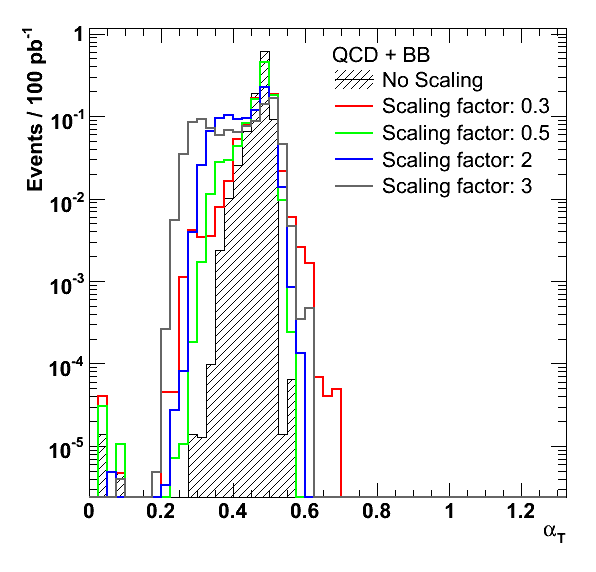 Events / 100 pb⁻¹
QCD + BB
No Scaling
Scaling factor: 0.3
Scaling factor: 0.5
Scaling factor: 2
Scaling factor: 3
1
10⁻¹
10⁻²
10⁻³
10⁻⁴
10⁻⁵
0 0.2 0.4 0.6 0.8 1 1.2
α_T